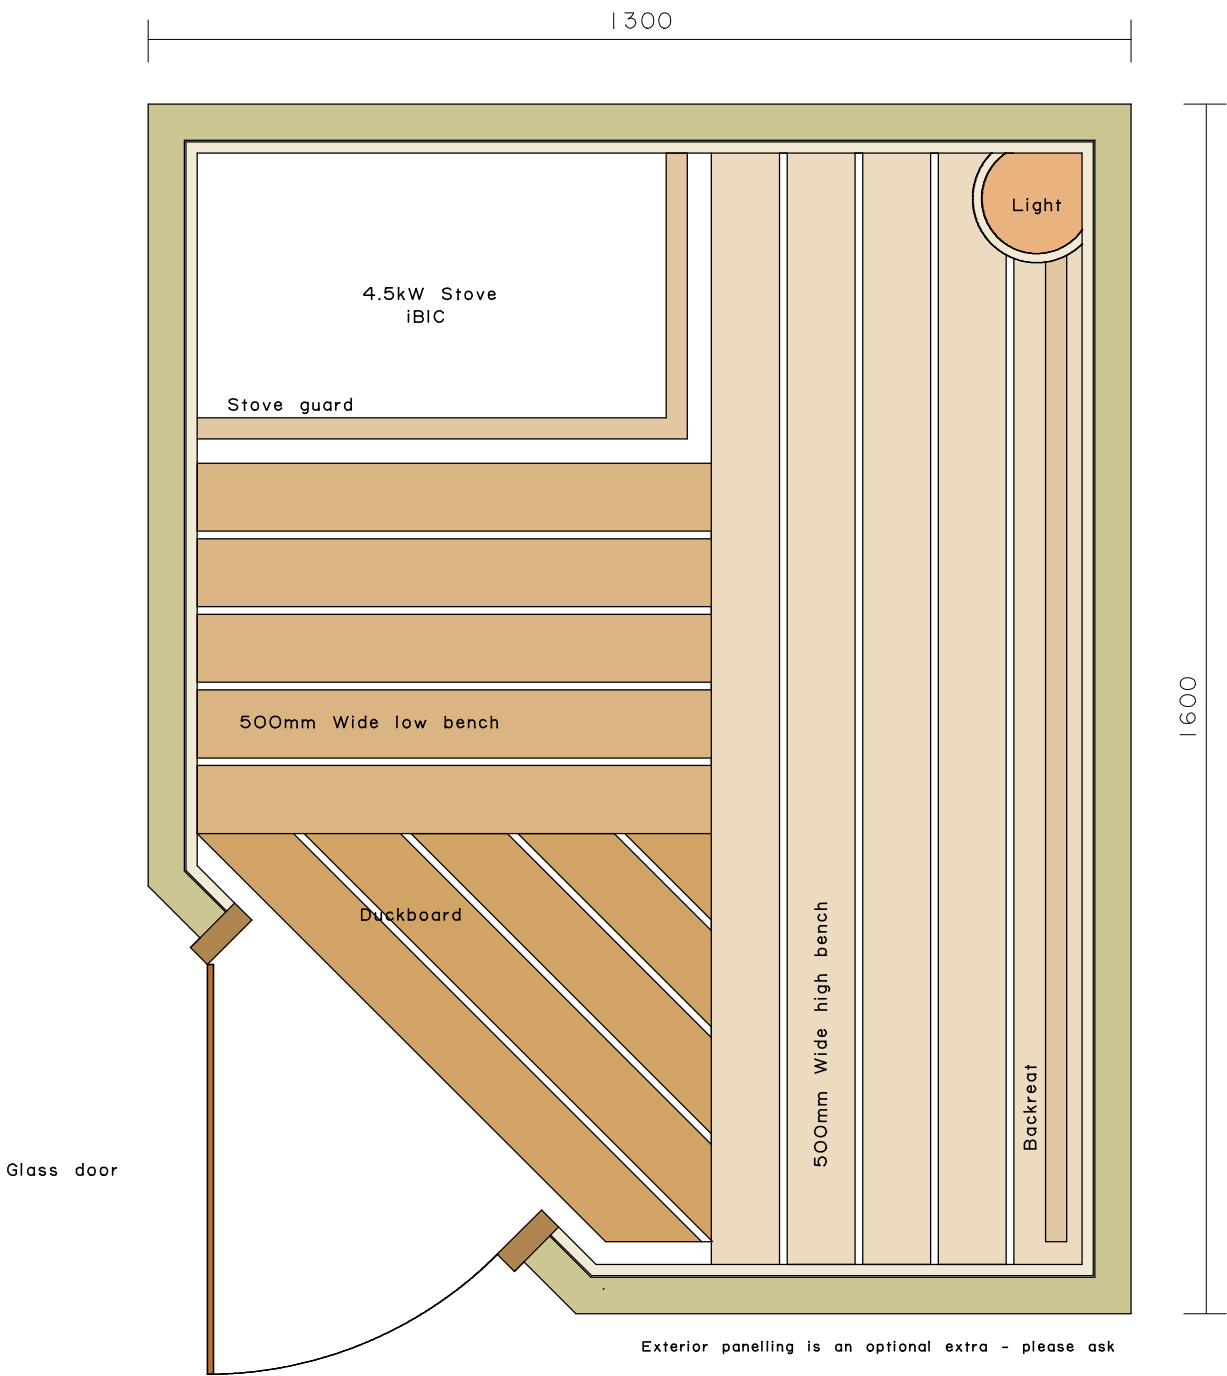 1300
Light
4.5kW Stove
iBIC
Stove guard
1600
500mm Wide low bench
Duckboard
500mm Wide high bench
Backreat
Glass door
Exterior panelling is an optional extra - please ask